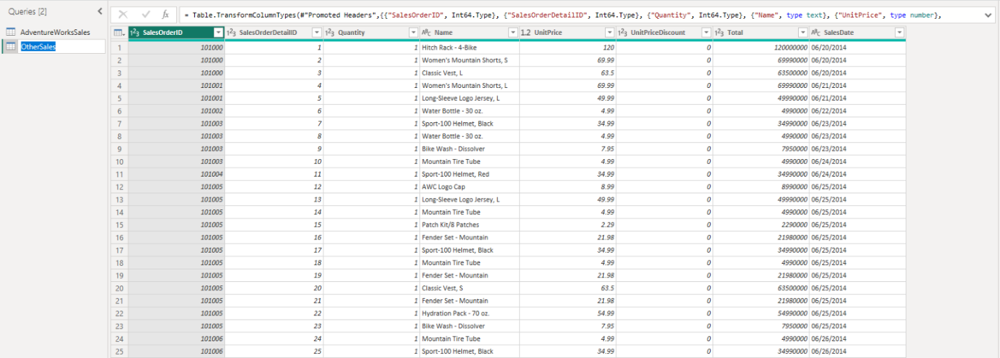 Queries [2]
= Table.TransformColumnTypes(#"Promoted Headers",{{"SalesOrderID", Int64.Type}, {"SalesOrderDetailID", Int64.Type}, {"Quantity", Int64.Type}, {"Name", type text}, {"UnitPrice", type number},
AdventureWorksSales
OtherSales
1²3 SalesOrderID 1²3 SalesOrderDetailID 1²3 Quantity ABC Name 1.2 UnitPrice 1²3 UnitPriceDiscount 1²3 Total ABC SalesDate
1 101000 1 1 Hitch Rack - 4-Bike 120 0 120000000 06/20/2014
2 101000 2 1 Women's Mountain Shorts, S 69.99 0 69990000 06/20/2014
3 101000 3 1 Classic Vest, L 63.5 0 63500000 06/20/2014
4 101001 4 1 Women's Mountain Shorts, L 69.99 0 69990000 06/21/2014
5 101001 5 1 Long-Sleeve Logo Jersey, L 49.99 0 49990000 06/21/2014
6 101002 6 1 Water Bottle - 30 oz. 4.99 0 4990000 06/22/2014
7 101003 7 1 Sport-100 Helmet, Black 34.99 0 34990000 06/23/2014
8 101003 8 1 Water Bottle - 30 oz. 4.99 0 4990000 06/23/2014
9 101003 9 1 Bike Wash - Dissolver 7.95 0 7950000 06/23/2014
10 101003 10 1 Mountain Tire Tube 4.99 0 4990000 06/23/2014
11 101004 11 1 Sport-100 Helmet, Red 34.99 0 34990000 06/24/2014
12 101005 12 1 AWC Logo Cap 8.99 0 8990000 06/25/2014
13 101005 13 1 Long-Sleeve Logo Jersey, L 49.99 0 49990000 06/25/2014
14 101005 14 1 Mountain Tire Tube 4.99 0 4990000 06/25/2014
15 101005 15 1 Patch Kit/8 Patches 2.29 0 2290000 06/25/2014
16 101005 16 1 Fender Set - Mountain 21.98 0 21980000 06/25/2014
17 101005 17 1 Sport-100 Helmet, Black 34.99 0 34990000 06/25/2014
18 101005 18 1 Mountain Tire Tube 4.99 0 4990000 06/25/2014
19 101005 19 1 Fender Set - Mountain 21.98 0 21980000 06/25/2014
20 101005 20 1 Classic Vest, S 63.5 0 63500000 06/25/2014
21 101005 21 1 Fender Set - Mountain 21.98 0 21980000 06/25/2014
22 101005 22 1 Hydration Pack - 70 oz. 54.99 0 54990000 06/25/2014
23 101005 23 1 Bike Wash - Dissolver 7.95 0 7950000 06/25/2014
24 101006 24 1 Mountain Tire Tube 4.99 0 4990000 06/26/2014
25 101006 25 1 Sport-100 Helmet, Black 34.99 0 34990000 06/26/2014